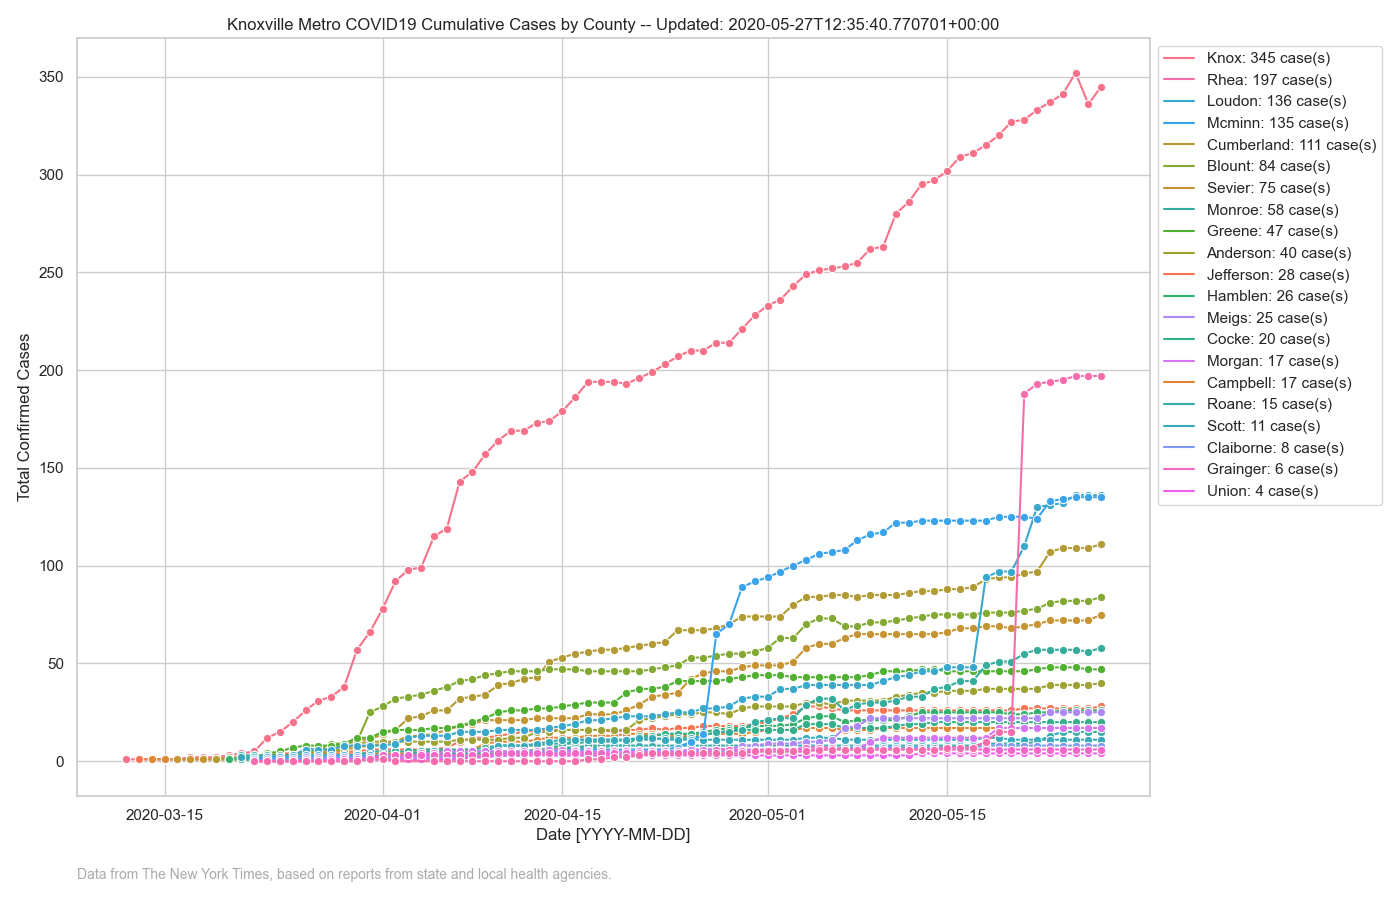 Knoxville Metro COVID19 Cumulative Cases by County -- Updated: 2020-05-27T12:35:40.770701+00:00
Total Confirmed Cases
350
300
250
200
150
100
50
0
2020-03-15
2020-04-01
2020-04-15
2020-05-01
2020-05-15
Date [YYYY-MM-DD]
Knox: 345 case(s)
Rhea: 197 case(s)
Loudon: 136 case(s)
Mcminn: 135 case(s)
Cumberland: 111 case(s)
Blount: 84 case(s)
Sevier: 75 case(s)
Monroe: 58 case(s)
Greene: 47 case(s)
Anderson: 40 case(s)
Jefferson: 28 case(s)
Hamblen: 26 case(s)
Meigs: 25 case(s)
Cocke: 20 case(s)
Morgan: 17 case(s)
Campbell: 17 case(s)
Roane: 15 case(s)
Scott: 11 case(s)
Claiborne: 8 case(s)
Grainger: 6 case(s)
Union: 4 case(s)
Data from The New York Times, based on reports from state and local health agencies.